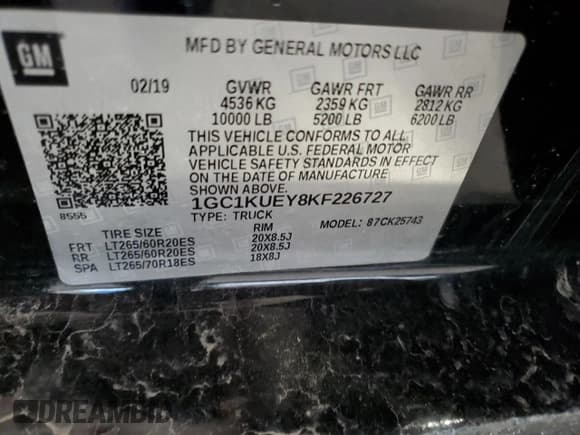 GM
MFD BY GENERAL MOTORS LLC
02/19 GVWR GAWR FRT GAWR RR
4536 KG 2359 KG 2812 KG
10000 LB 5200 LB 6200 LB
THIS VEHICLE CONFORMS TO ALL
APPLICABLE U.S. FEDERAL MOTOR
VEHICLE SAFETY STANDARDS IN EFFECT
ON THE DATE OF MANUFACTURE
SHOWN ABOVE.
1GC1KUEY8KF226727
8555 TYPE: TRUCK MODEL: 87CK25743
TIRE SIZE RIM
FRT LT265/60R20ES 20X8.5J
RR LT265/60R20ES 20X8.5J
SPA LT265/70R18ES 18X8J
DREAMBID